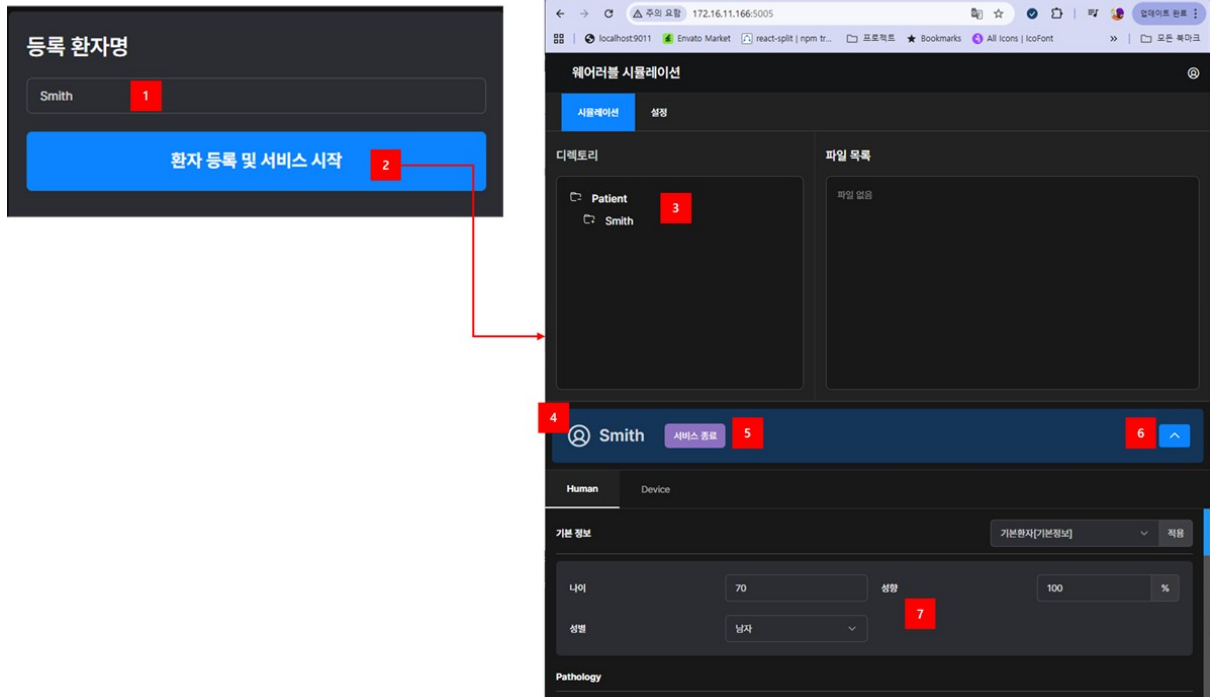 등록 환자명
Smith 1
환자 등록 및 서비스 시작 2
주의 요함 172.16.11.166:5005
업데이트 완료
localhost:9011 Envato Market react-split | npm tr... 프로젝트 Bookmarks All Icons | IcoFont » 모든 북마크
웨어러블 시뮬레이션
시뮬레이션 설정
디렉토리 파일 목록
Patient 3 파일 없음
Smith
4
Smith 서비스 종료 5 6
Human Device
기본 정보 기본환자[기본정보] 적용
나이 70 성향 100 %
7
성별 남자
Pathology